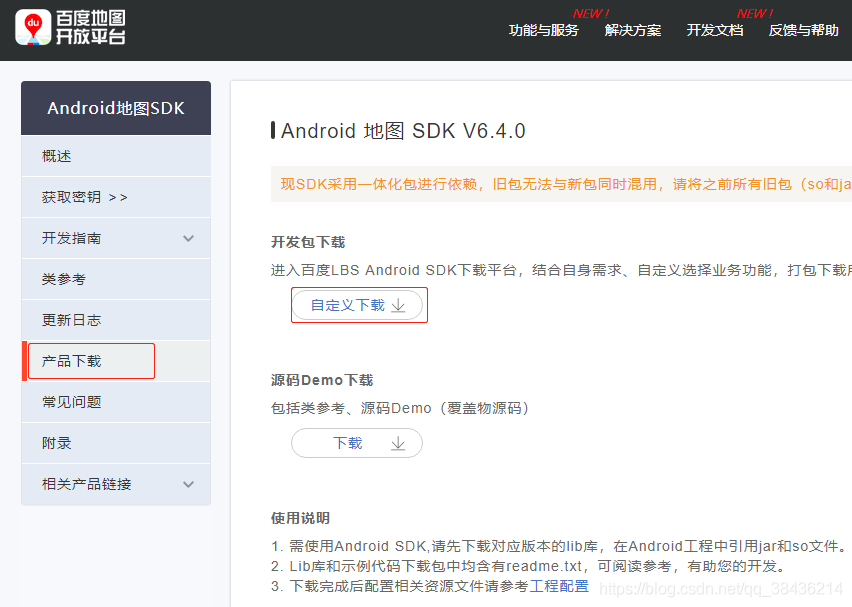 du 百度地图
开放平台
NEW !
NEW !
功能与服务 解决方案 开发文档 反馈与帮助
Android地图SDK
概述
获取密钥 >>
开发指南
类参考
更新日志
产品下载
常见问题
附录
相关产品链接
Android 地图 SDK V6.4.0
现SDK采用一体化包进行依赖，旧包无法与新包同时混用，请将之前所有旧包（so和ja
开发包下载
进入百度LBS Android SDK下载平台，结合自身需求、自定义选择业务功能，打包下载
自定义下载
源码Demo下载
包括类参考、源码Demo（覆盖物源码）
下载
使用说明
1. 需使用Android SDK,请先下载对应版本的lib库，在Android工程中引用jar和so文件。
2. Lib库和示例代码下载包中均含有readme.txt，可阅读参考，有助您的开发。
3. 下载完成后配置相关资源文件请参考工程配置
https://blog.csdn.net/qq_38436214